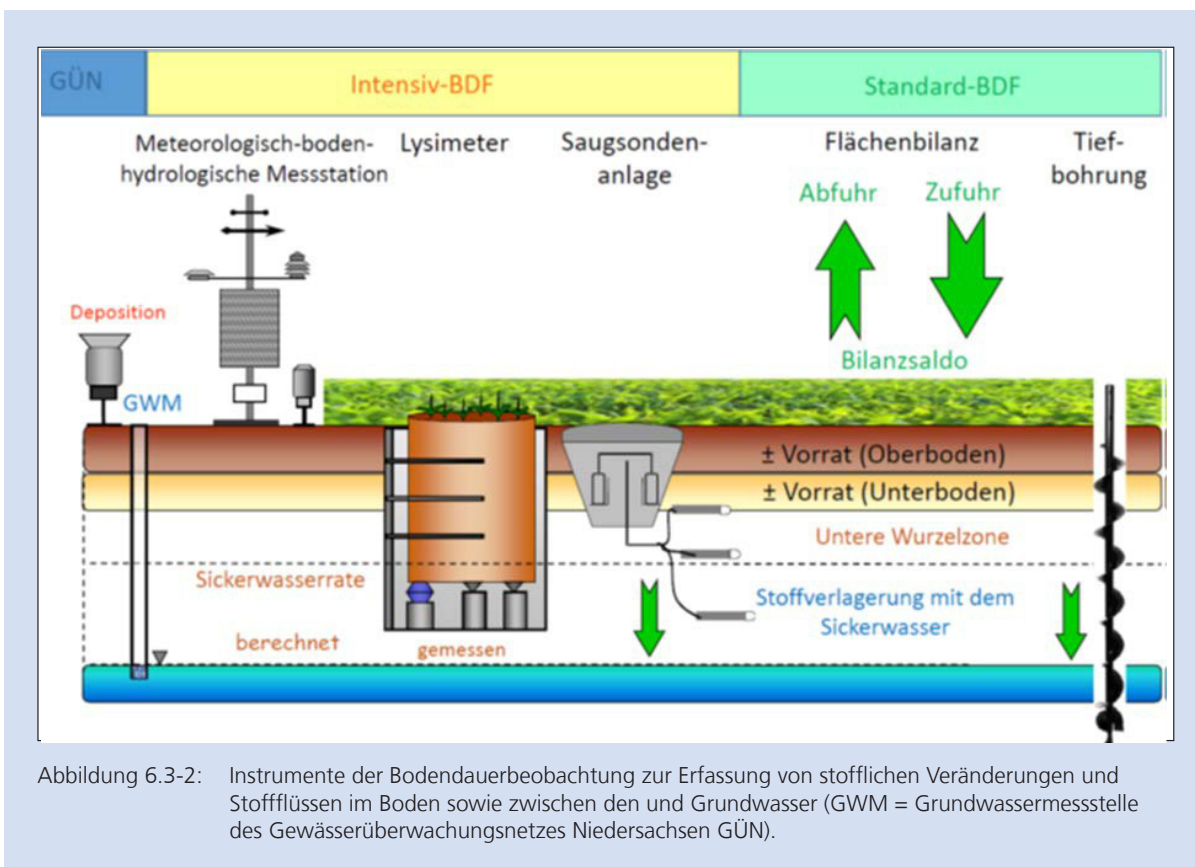 GÜN
Intensiv-BDF
Standard-BDF
Meteorologisch-boden-
hydrologische Messstation
Lysimeter
Saugsonden-
anlage
Flächenbilanz
Tief-
bohrung
Abfuhr
Zufuhr
Deposition
Bilanzsaldo
GWM
± Vorrat (Oberboden)
± Vorrat (Unterboden)
Untere Wurzelzone
Sickerwasserrate
Stoffverlagerung mit dem
Sickerwasser
berechnet
gemessen
Abbildung 6.3-2: Instrumente der Bodendauerbeobachtung zur Erfassung von stofflichen Veränderungen und
Stoffflüssen im Boden sowie zwischen den und Grundwasser (GWM = Grundwassermessstelle
des Gewässerüberwachungsnetzes Niedersachsen GÜN).